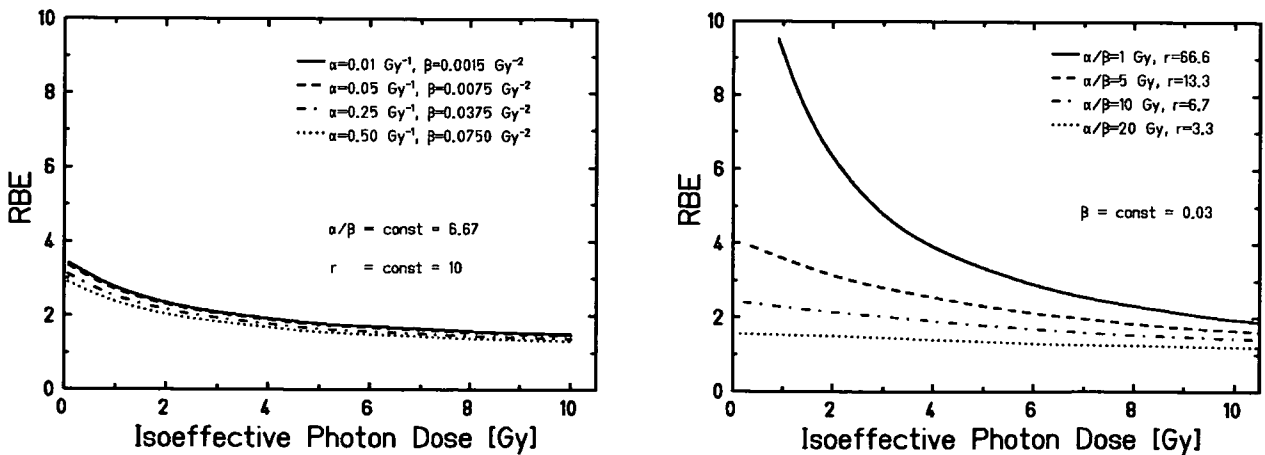 10
8
6
4
2
0
RBE
α=0.01 Gy⁻¹, β=0.0015 Gy⁻²
α=0.05 Gy⁻¹, β=0.0075 Gy⁻²
α=0.25 Gy⁻¹, β=0.0375 Gy⁻²
α=0.50 Gy⁻¹, β=0.0750 Gy⁻²
α/β = const = 6.67
r = const = 10
0 2 4 6 8 10
Isoeffective Photon Dose [Gy]
10
8
6
4
2
0
RBE
α/β=1 Gy, r=66.6
α/β=5 Gy, r=13.3
α/β=10 Gy, r=6.7
α/β=20 Gy, r=3.3
β = const = 0.03
0 2 4 6 8 10
Isoeffective Photon Dose [Gy]